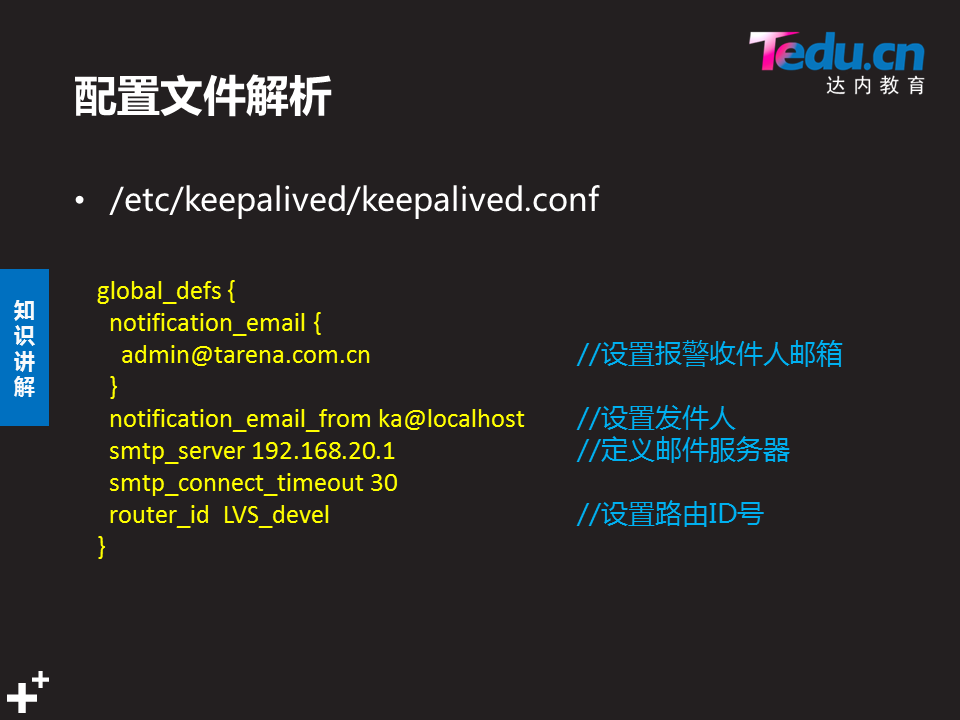 Tedu.cn
达内教育
配置文件解析
• /etc/keepalived/keepalived.conf
知识讲解
global_defs {
notification_email {
admin@tarena.com.cn //设置报警收件人邮箱
}
notification_email_from ka@localhost //设置发件人
smtp_server 192.168.20.1 //定义邮件服务器
smtp_connect_timeout 30
router_id LVS_devel //设置路由ID号
}